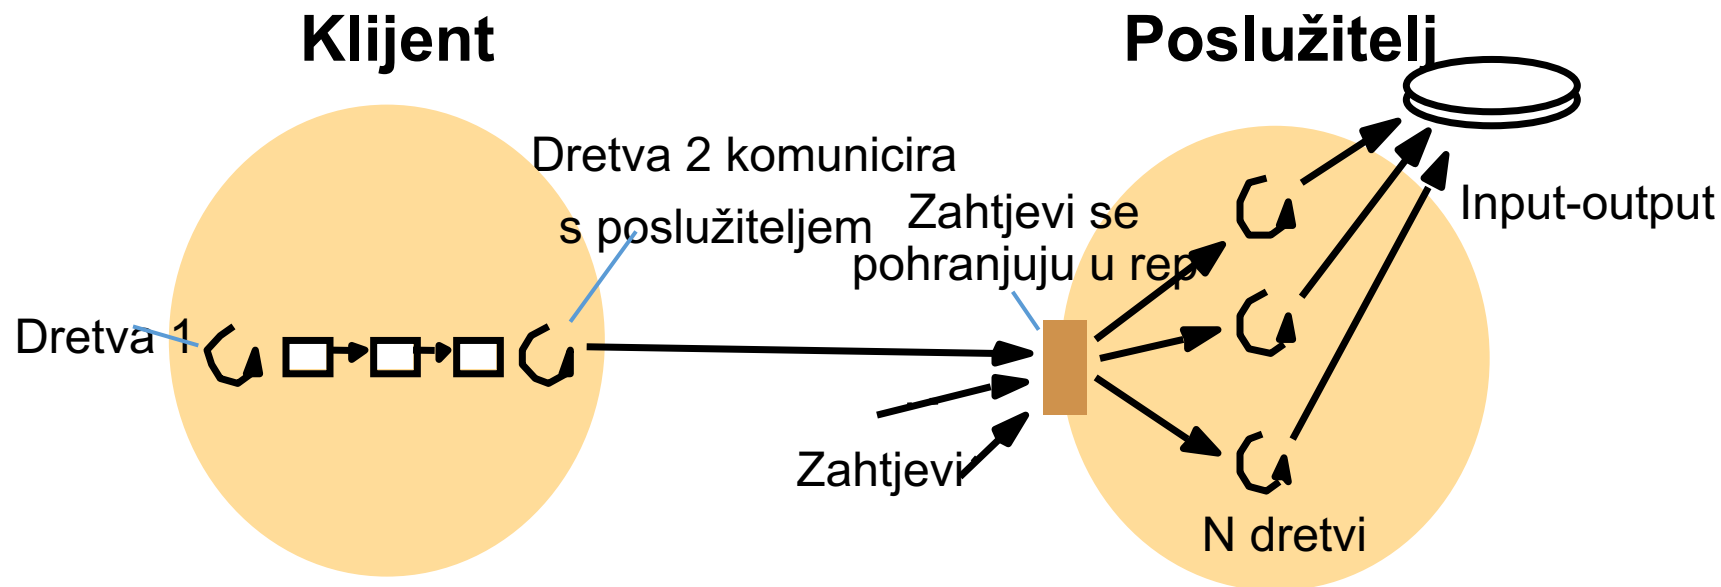 Klijent
Poslužitelj
Dretva 2 komunicira
s poslužiteljem
Zahtjevi se
pohranjuju u rep
Input-output
Dretva 1
Zahtjevi
N dretvi